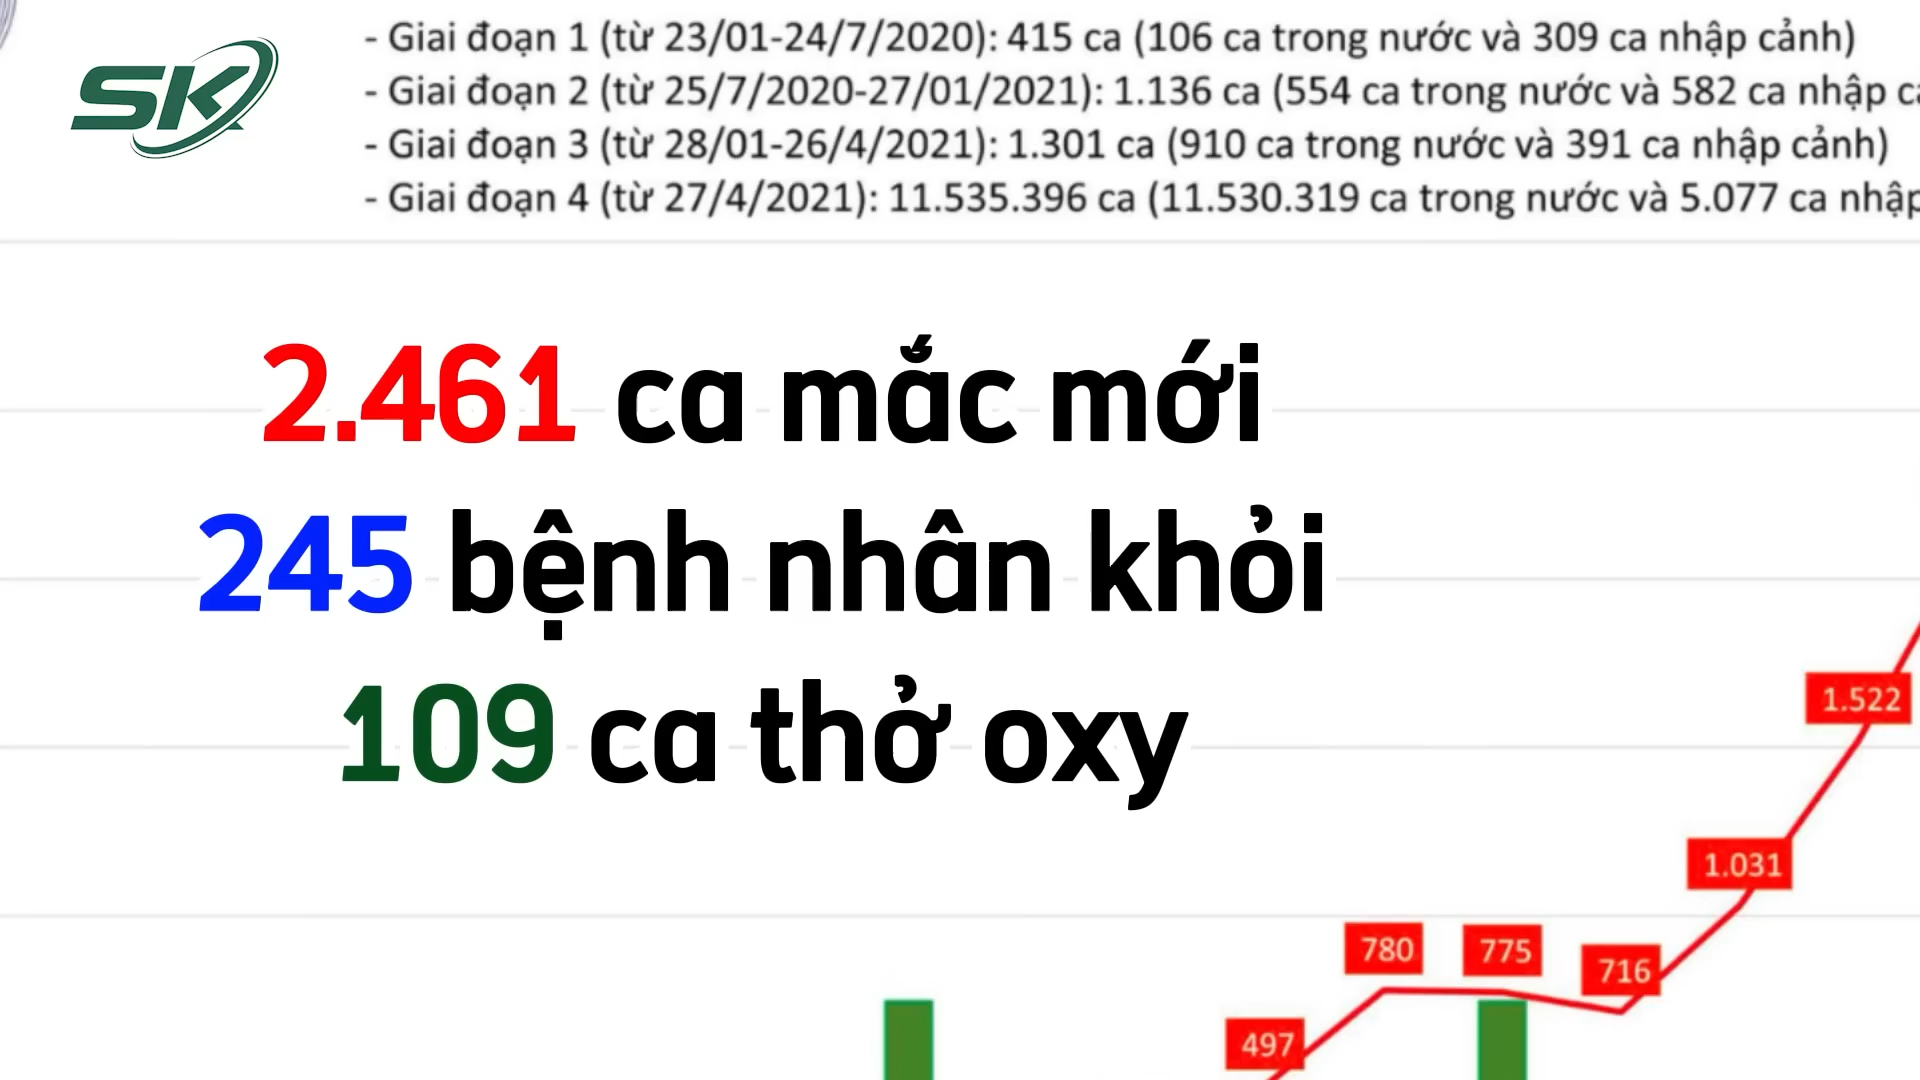 SK
- Giai đoạn 1 (từ 23/01-24/7/2020): 415 ca (106 ca trong nước và 309 ca nhập cảnh)
- Giai đoạn 2 (từ 25/7/2020-27/01/2021): 1.136 ca (554 ca trong nước và 582 ca nhập
- Giai đoạn 3 (từ 28/01-26/4/2021): 1.301 ca (910 ca trong nước và 391 ca nhập cảnh)
- Giai đoạn 4 (từ 27/4/2021): 11.535.396 ca (11.530.319 ca trong nước và 5.077 ca nhập
2.461 ca mắc mới
245 bệnh nhân khỏi
109 ca thở oxy
1.522
1.031
780
775
716
497